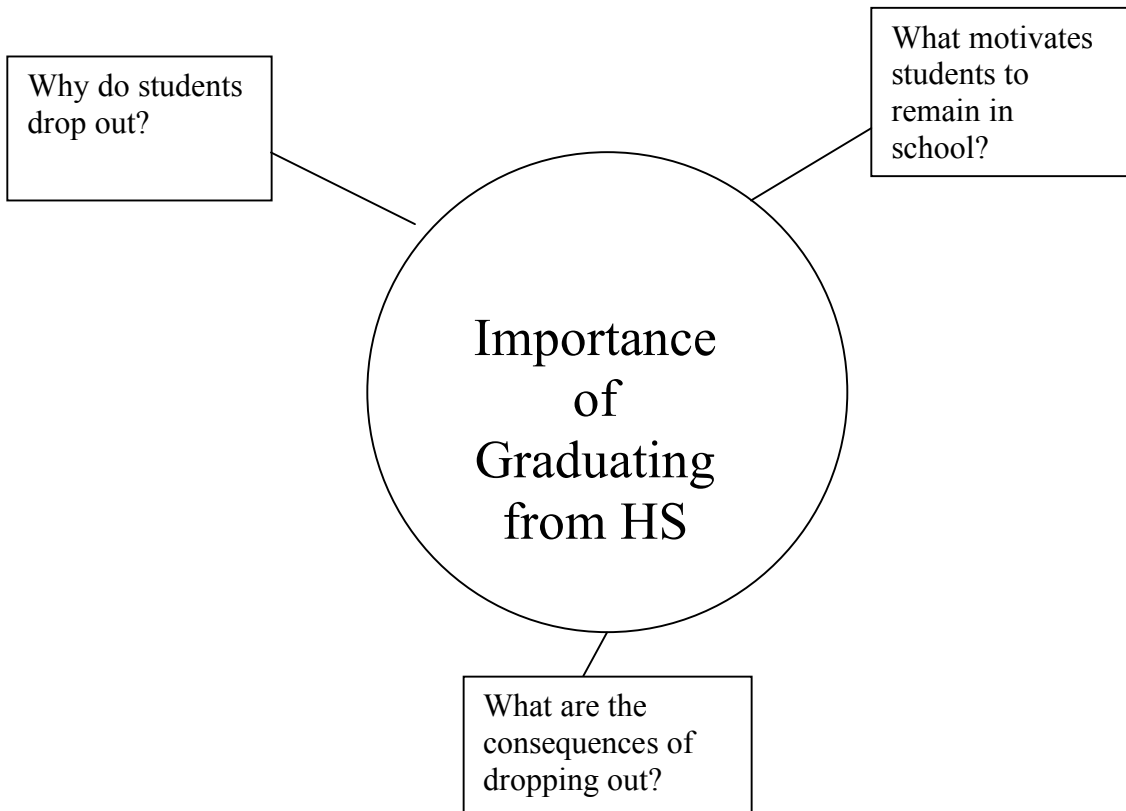 Why do students
drop out?
What motivates
students to
remain in
school?
Importance
of
Graduating
from HS
What are the
consequences of
dropping out?